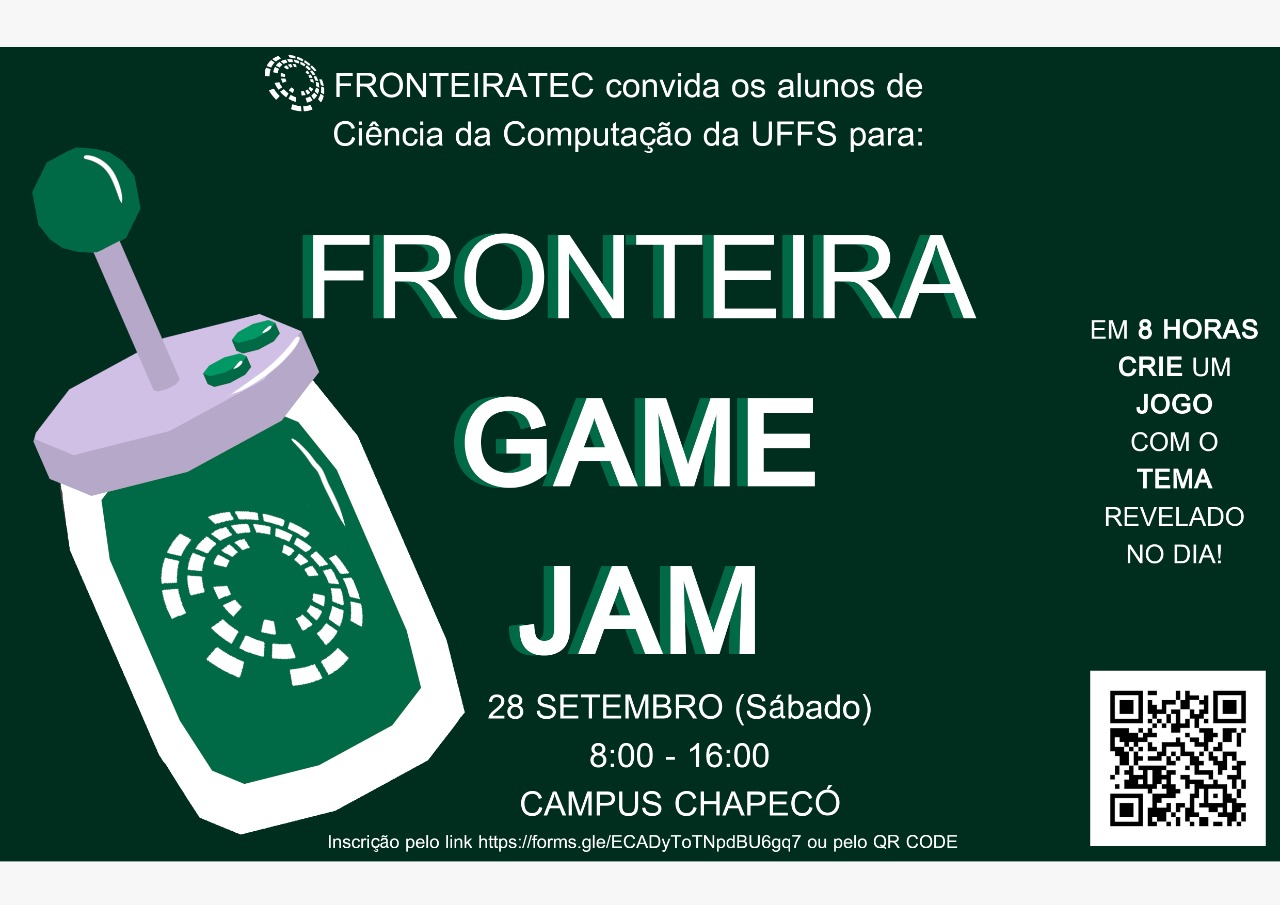 FRONTEIRATEC convida os alunos de
Ciência da Computação da UFFS para:
FRONTEIRA
GAME
JAM
EM 8 HORAS
CRIE UM
JOGO
COM O
TEMA
REVELADO
NO DIA!
28 SETEMBRO (Sábado)
8:00 - 16:00
CAMPUS CHAPECÓ
Inscrição pelo link https://forms.gle/ECADyToTNpdBU6gq7 ou pelo QR CODE